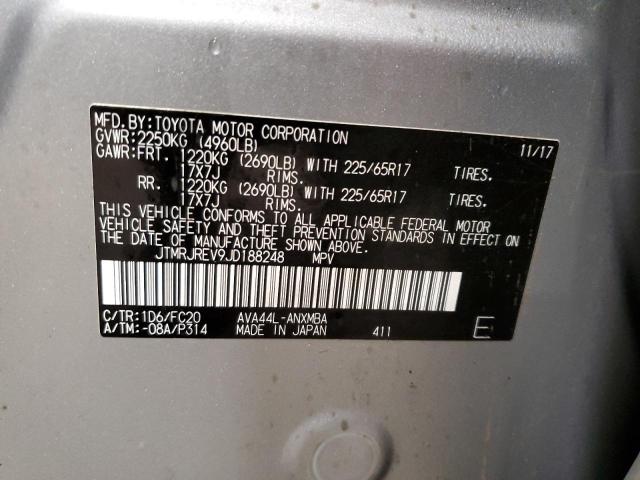 MFD.BY:TOYOTA MOTOR CORPORATION 11/17
GVWR:2250KG (4960LB)
GAWR:FRT. 1220KG (2690LB) WITH 225/65R17 TIRES.
17X7J RIMS.
RR. 1220KG (2690LB) WITH 225/65R17 TIRES.
17X7J RIMS.
THIS VEHICLE CONFORMS TO ALL APPLICABLE FEDERAL MOTOR
VEHICLE SAFETY AND THEFT PREVENTION STANDARDS IN EFFECT ON
THE DATE OF MANUFACTURE SHOWN ABOVE.
JTMRJREV9JD188248 MPV
C/TR:1D6/FC20 AVA44L-ANXMBA
A/TM:-08A/P314 MADE IN JAPAN 411 E